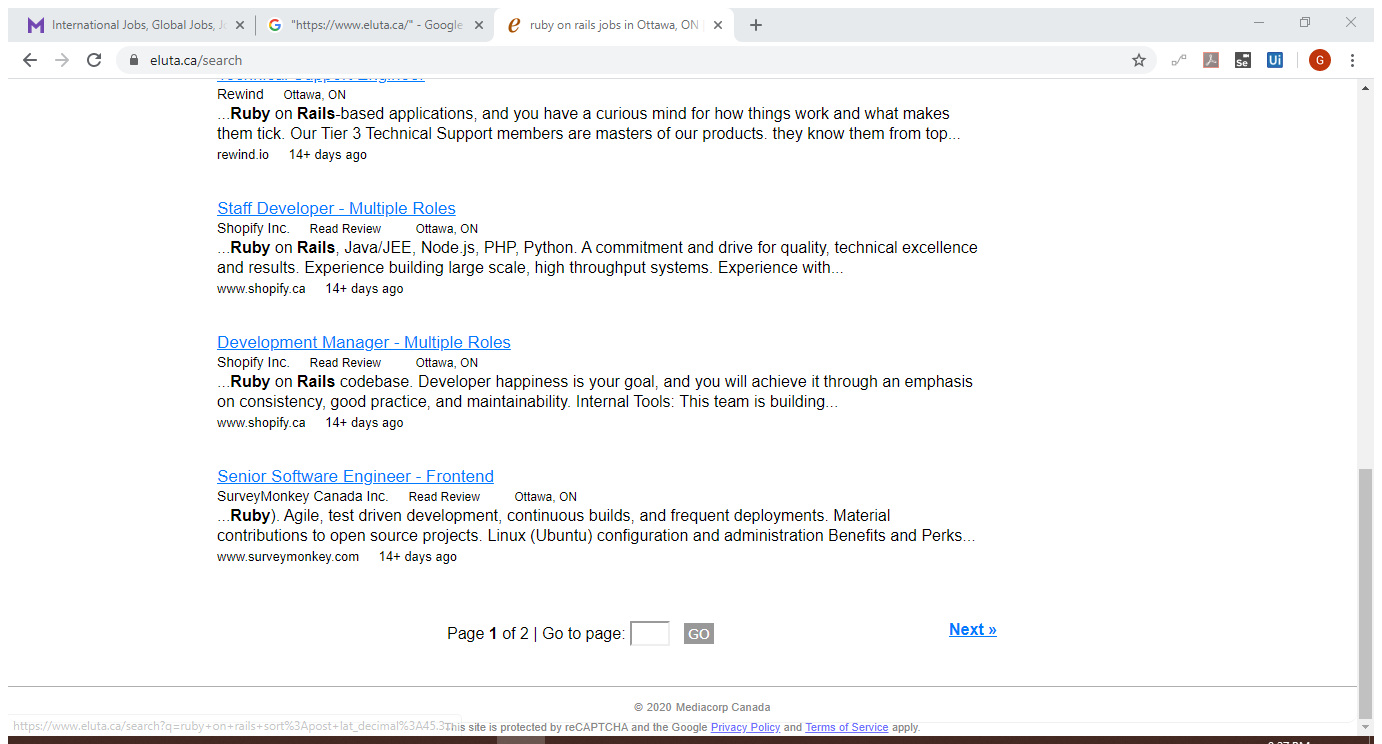 International Jobs, Global Jobs, Jo
"https://www.eluta.ca/" - Google
ruby on rails jobs in Ottawa, ON
eluta.ca/search
Se
Ui
G
Technical Support Engineer
Rewind Ottawa, ON
...Ruby on Rails-based applications, and you have a curious mind for how things work and what makes
them tick. Our Tier 3 Technical Support members are masters of our products. they know them from top...
rewind.io 14+ days ago
Staff Developer - Multiple Roles
Shopify Inc. Read Review Ottawa, ON
...Ruby on Rails, Java/JEE, Node.js, PHP, Python. A commitment and drive for quality, technical excellence
and results. Experience building large scale, high throughput systems. Experience with...
www.shopify.ca 14+ days ago
Development Manager - Multiple Roles
Shopify Inc. Read Review Ottawa, ON
...Ruby on Rails codebase. Developer happiness is your goal, and you will achieve it through an emphasis
on consistency, good practice, and maintainability. Internal Tools: This team is building...
www.shopify.ca 14+ days ago
Senior Software Engineer - Frontend
SurveyMonkey Canada Inc. Read Review Ottawa, ON
...Ruby). Agile, test driven development, continuous builds, and frequent deployments. Material
contributions to open source projects. Linux (Ubuntu) configuration and administration Benefits and Perks...
www.surveymonkey.com 14+ days ago
Page 1 of 2 | Go to page: GO
Next »
© 2020 Mediacorp Canada
https://www.eluta.ca/search?q=ruby+on+rails+sort%3Apost+lat_decimal%3A45.3...
This site is protected by reCAPTCHA and the Google Privacy Policy and Terms of Service apply.